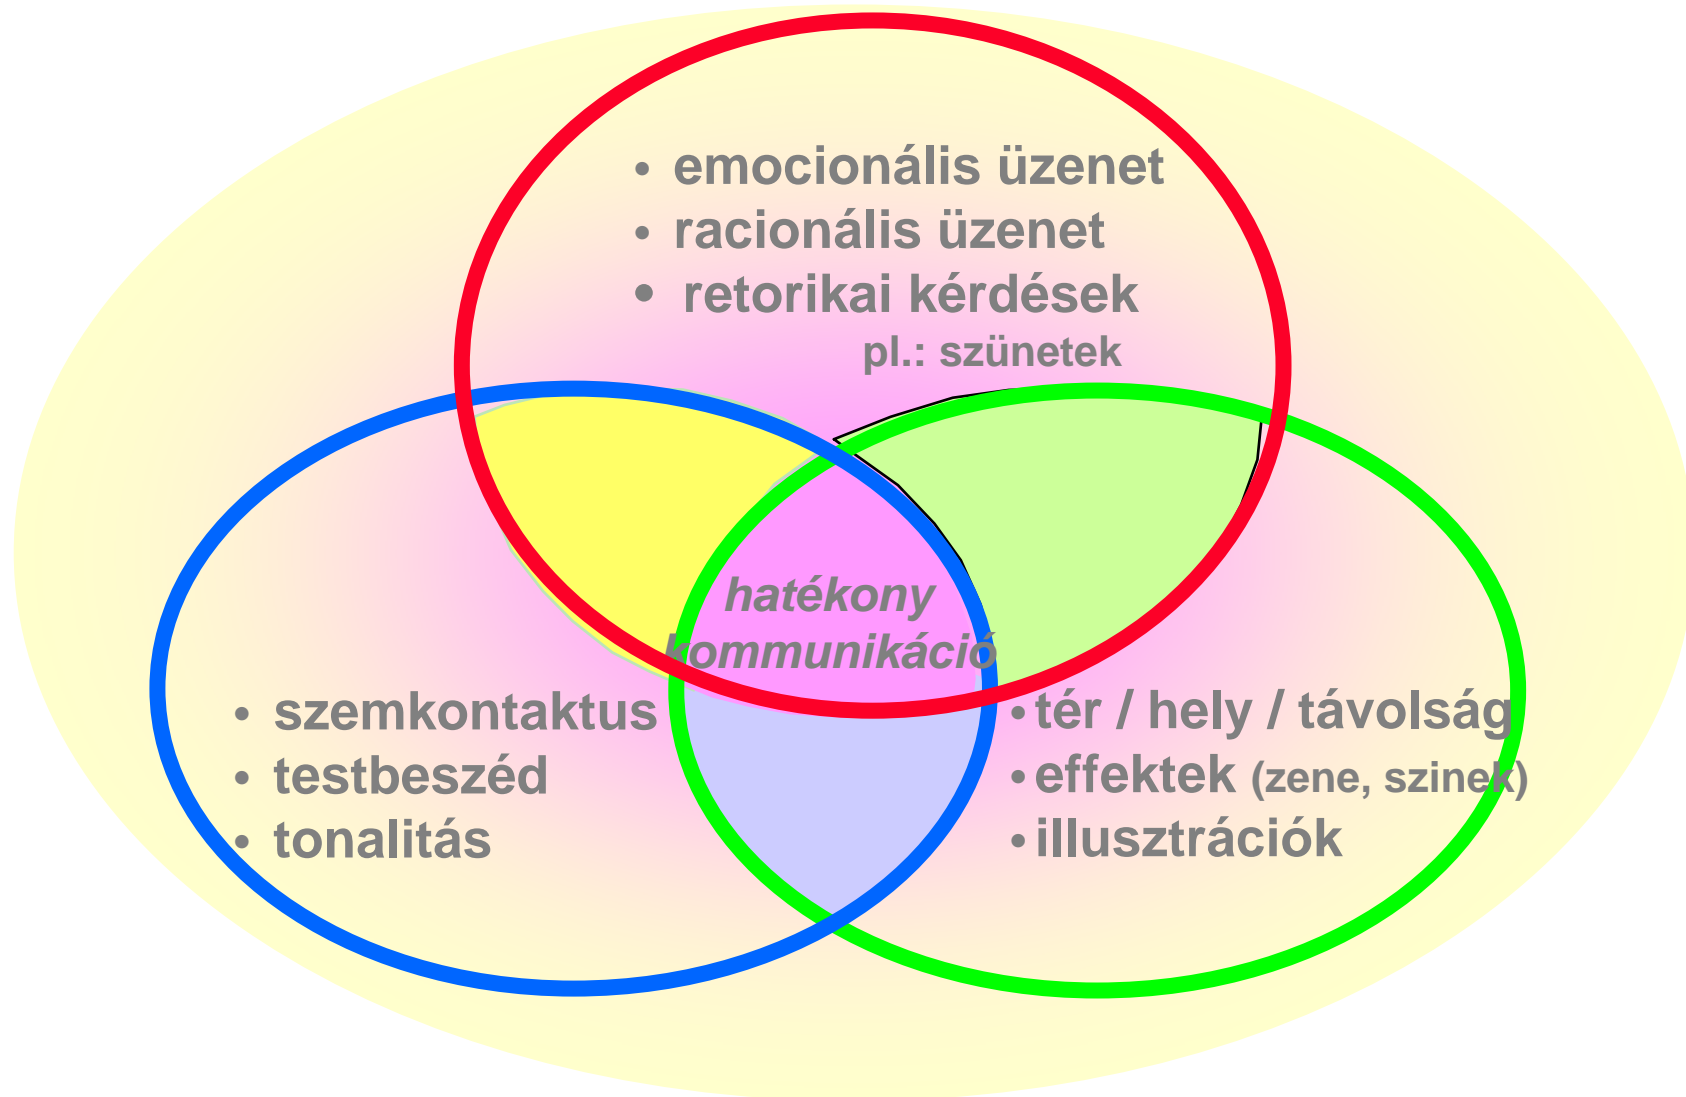 • emocionális üzenet
• racionális üzenet
• retorikai kérdések
pl.: szünetek
hatékony
kommunikáció
• szemkontaktus
• testbeszéd
• tonalitás
• tér / hely / távolság
• effektek (zene, szinek)
• illusztrációk